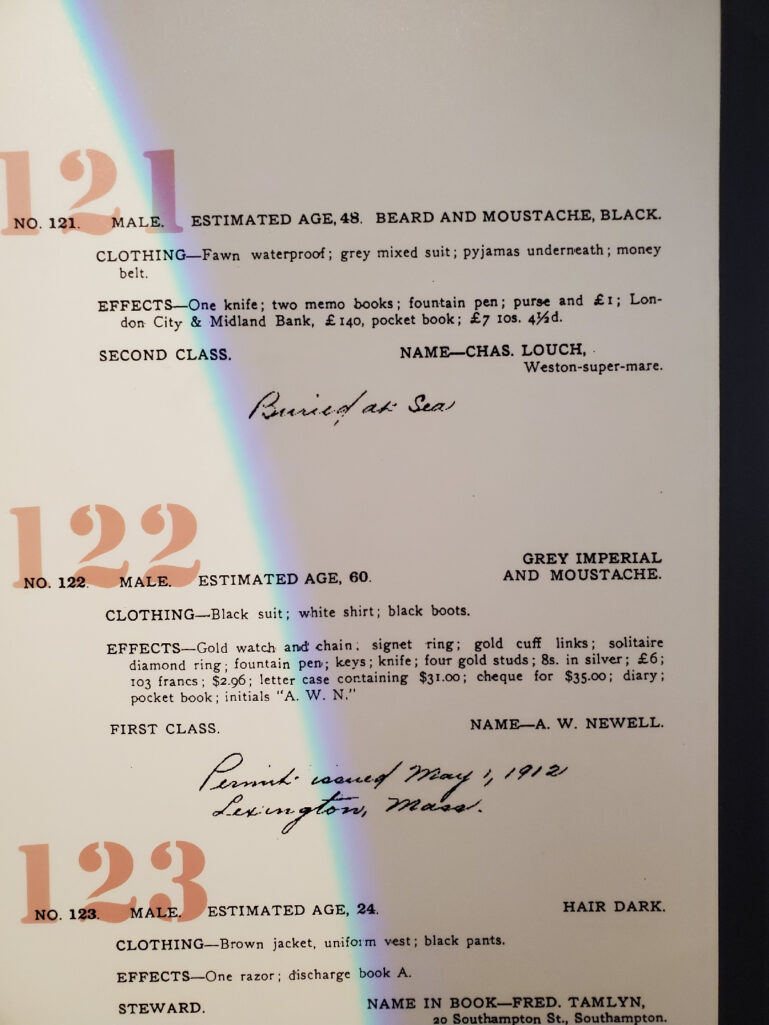 121
NO. 121. MALE. ESTIMATED AGE, 48. BEARD AND MOUSTACHE, BLACK.
CLOTHING—Fawn waterproof; grey mixed suit; pyjamas underneath; money
belt.
EFFECTS—One knife; two memo books; fountain pen; purse and £1; Lon-
don City & Midland Bank, £140, pocket book; £7 10s. 4½d.
SECOND CLASS. NAME—CHAS. LOUCH,
Weston-super-mare.
Buried at Sea
122
GREY IMPERIAL
NO. 122. MALE. ESTIMATED AGE, 60. AND MOUSTACHE.
CLOTHING—Black suit; white shirt; black boots.
EFFECTS—Gold watch and chain; signet ring; gold cuff links; solitaire
diamond ring; fountain pen; keys; knife; four gold studs; 8s. in silver; £6;
103 francs; $2.96; letter case containing $31.00; cheque for $35.00; diary;
pocket book; initials "A. W. N."
FIRST CLASS. NAME—A. W. NEWELL.
Permit issued May 1, 1912
Lexington, Mass.
123
NO. 123. MALE. ESTIMATED AGE, 24. HAIR DARK.
CLOTHING—Brown jacket, uniform vest; black pants.
EFFECTS—One razor; discharge book A.
STEWARD. NAME IN BOOK—FRED. TAMLYN,
20 Southampton St., Southampton.